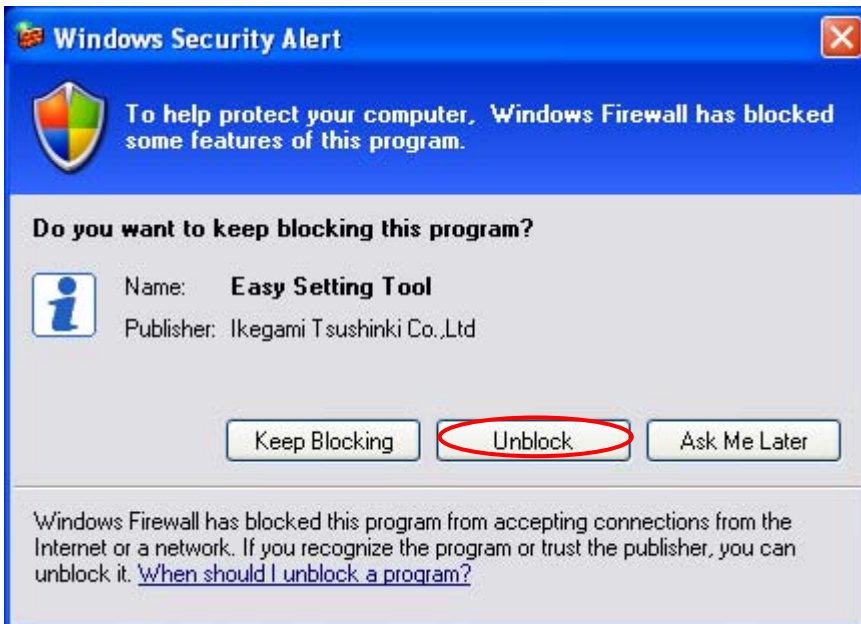 Windows Security Alert
To help protect your computer, Windows Firewall has blocked
some features of this program.
Do you want to keep blocking this program?
Name: Easy Setting Tool
Publisher: Ikegami Tsushinki Co.,Ltd
Keep Blocking Unblock Ask Me Later
Windows Firewall has blocked this program from accepting connections from the
Internet or a network. If you recognize the program or trust the publisher, you can
unblock it. When should I unblock a program?